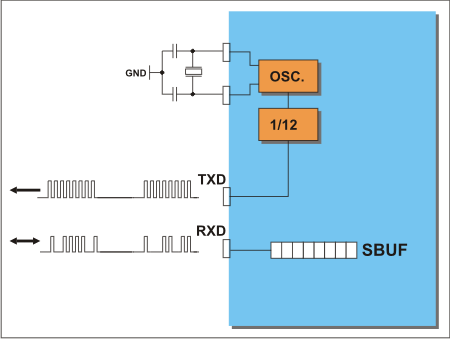 GND
OSC.
1/12
TXD
RXD
SBUF